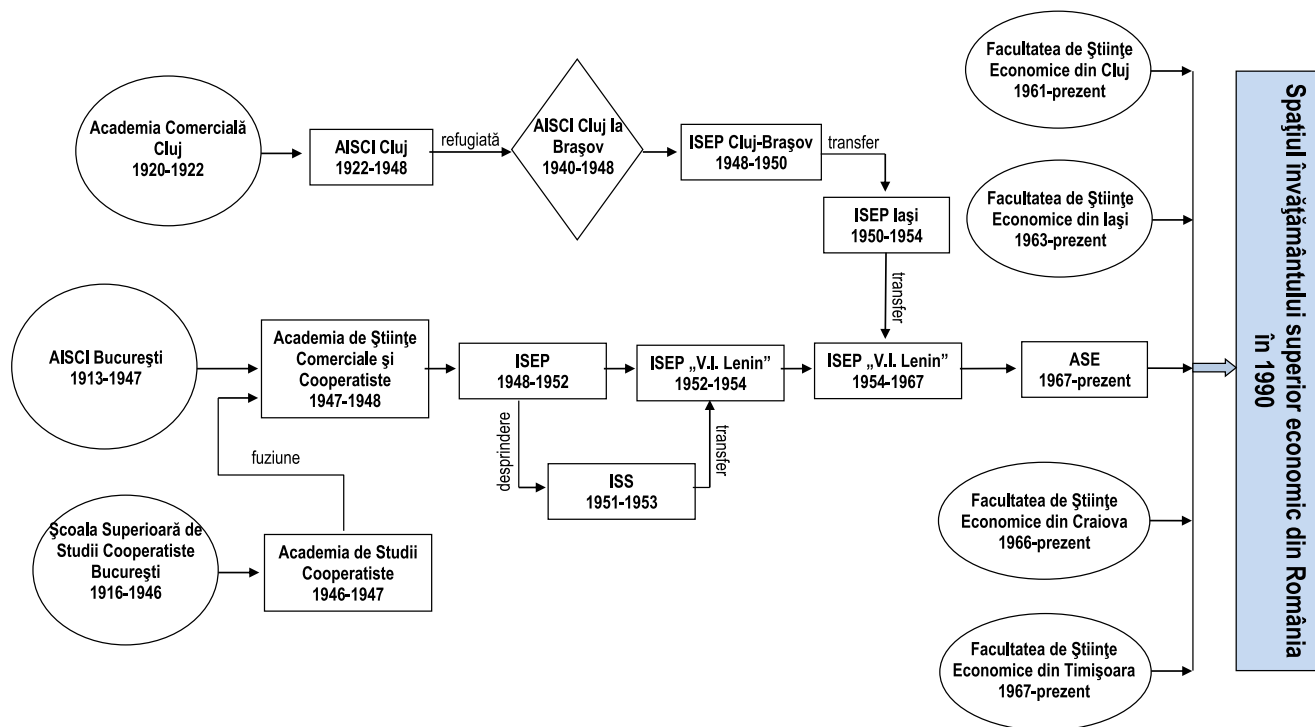 Academia Comercială
Cluj
1920-1922
AISCI Cluj
1922-1948
refugiată
AISCI Cluj la
Braşov
1940-1948
ISEP Cluj-Braşov
1948-1950
transfer
ISEP Iaşi
1950-1954
transfer
AISCI Bucureşti
1913-1947
Academia de Ştiinţe
Comerciale şi
Cooperatiste
1947-1948
ISEP
1948-1952
ISEP „V.I. Lenin”
1952-1954
ISEP „V.I. Lenin”
1954-1967
ASE
1967-prezent
fuziune
desprindere
ISS
1951-1953
transfer
Şcoala Superioară de
Studii Cooperatiste
Bucureşti
1916-1946
Academia de Studii
Cooperatiste
1946-1947
Facultatea de Ştiinţe
Economice din Cluj
1961-prezent
Facultatea de Ştiinţe
Economice din Iaşi
1963-prezent
Facultatea de Ştiinţe
Economice din Craiova
1966-prezent
Facultatea de Ştiinţe
Economice din Timişoara
1967-prezent
Spaţiul învăţământului superior economic din România
în 1990